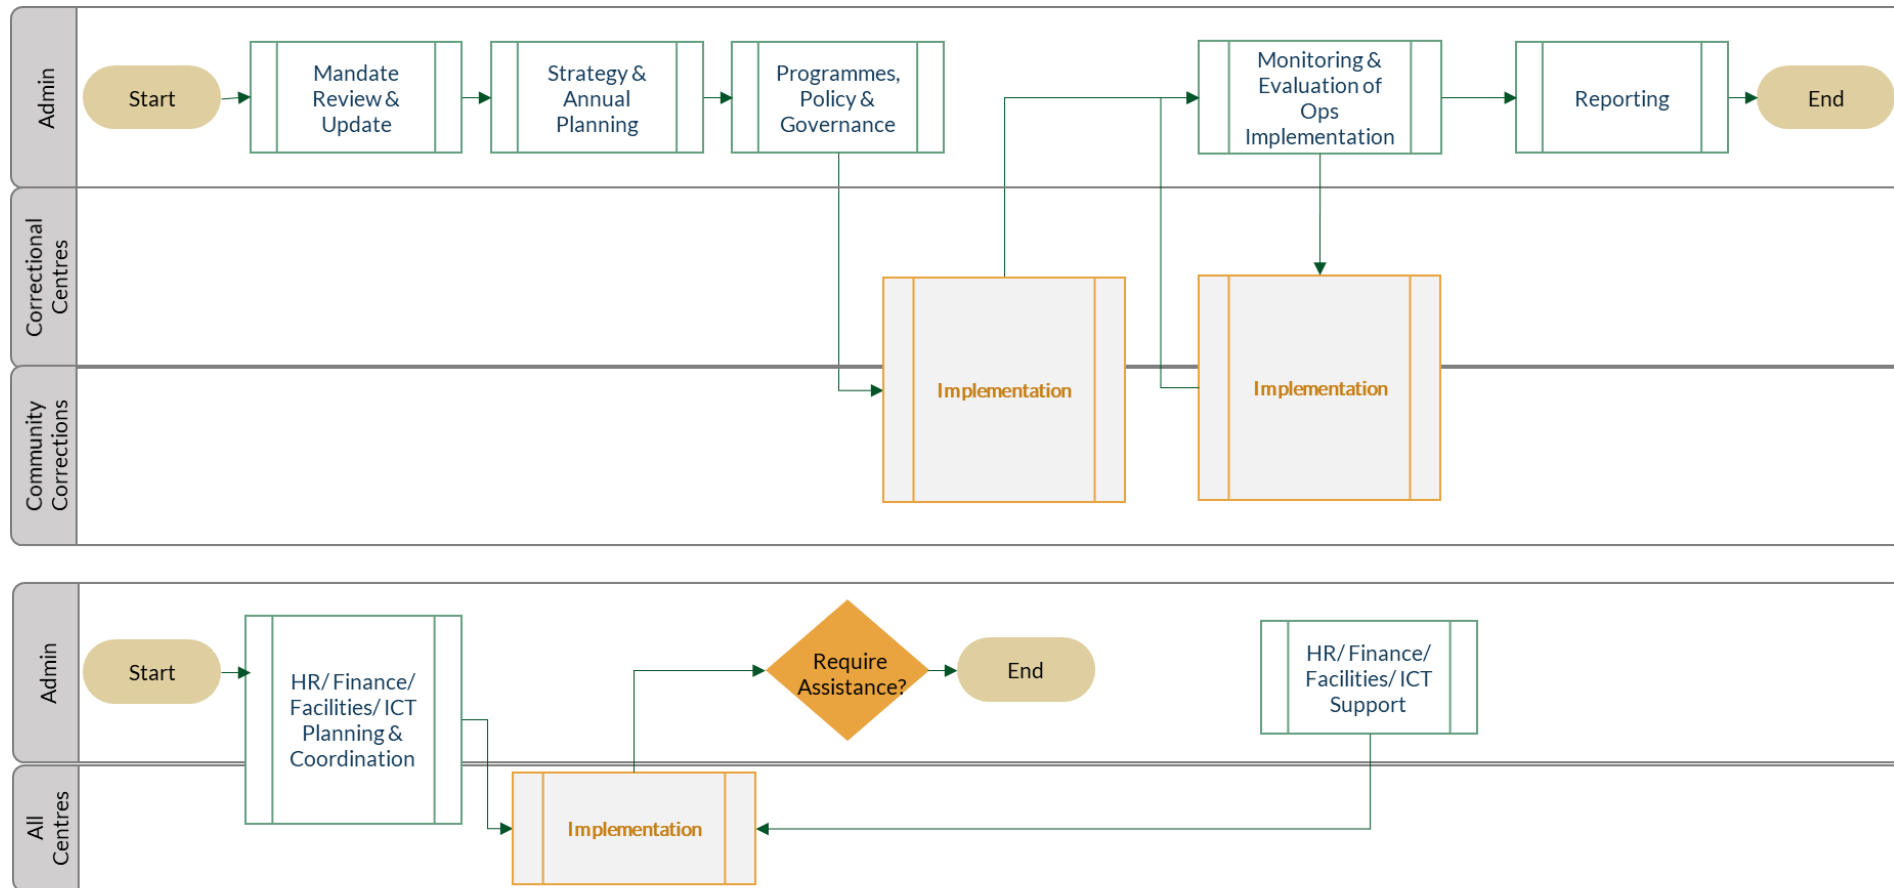 Admin
Start
Mandate
Review &
Update
Strategy &
Annual
Planning
Programmes,
Policy &
Governance
Monitoring &
Evaluation of
Ops
Implementation
Reporting
End
Correctional
Centres
Community
Corrections
Implementation
Implementation
Admin
Start
HR/ Finance/
Facilities/ ICT
Planning &
Coordination
Require
Assistance?
End
HR/ Finance/
Facilities/ ICT
Support
All
Centres
Implementation